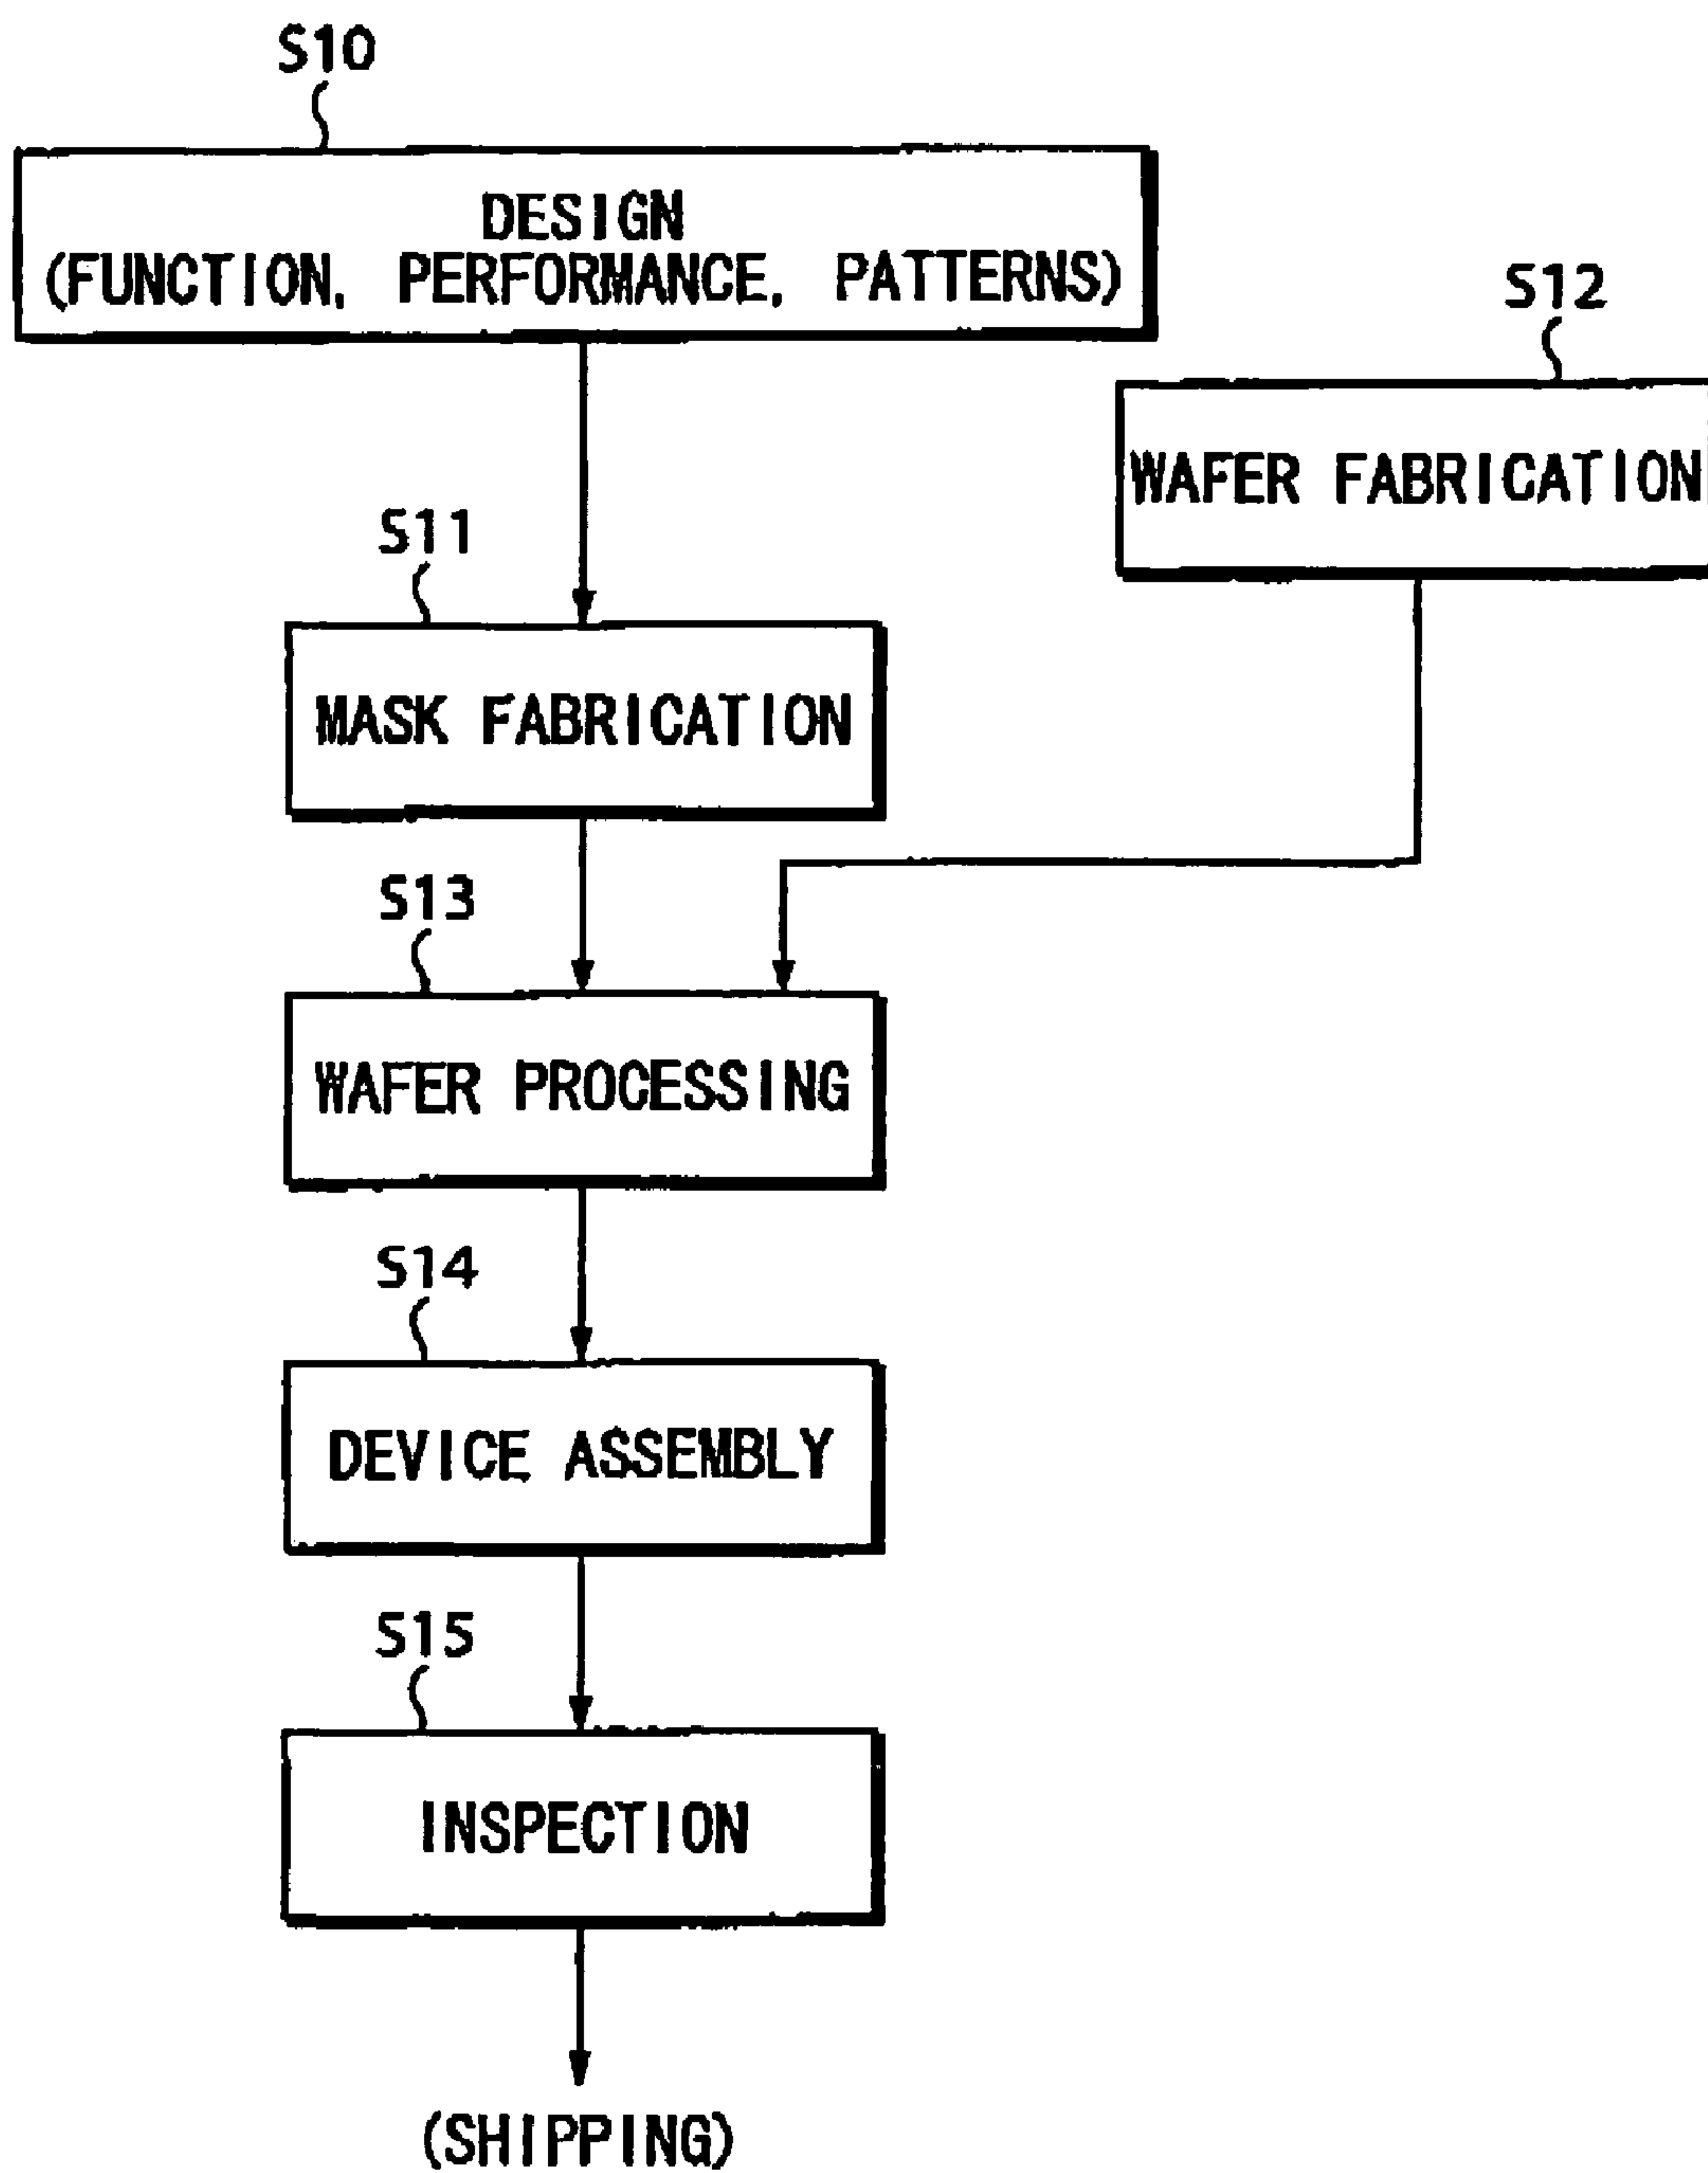 S10
DESIGN
(FUNCTION, PERFORMANCE, PATTERNS)
S12
WAFER FABRICATION
S11
MASK FABRICATION
S13
WAFER PROCESSING
S14
DEVICE ASSEMBLY
S15
INSPECTION
(SHIPPING)